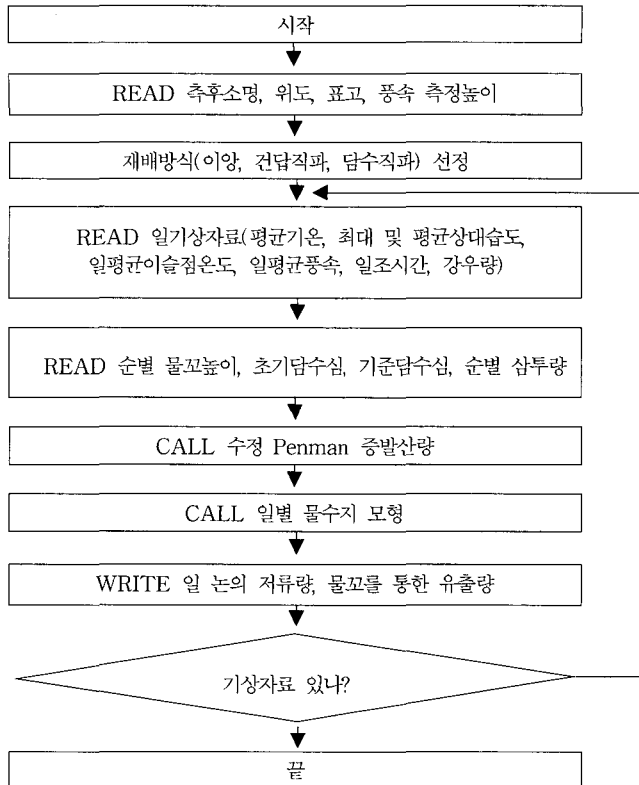 시작
READ 측후소명, 위도, 표고, 풍속 측정높이
재배방식(이앙, 건답직파, 담수직파) 선정
READ 일기상자료(평균기온, 최대 및 평균상대습도,
일평균이슬점온도, 일평균풍속, 일조시간, 강우량)
READ 순별 물꼬높이, 초기담수심, 기준담수심, 순별 삼투량
CALL 수정 Penman 증발산량
CALL 일별 물수지 모형
WRITE 일 논의 저류량, 물꼬를 통한 유출량
기상자료 있나?
끝